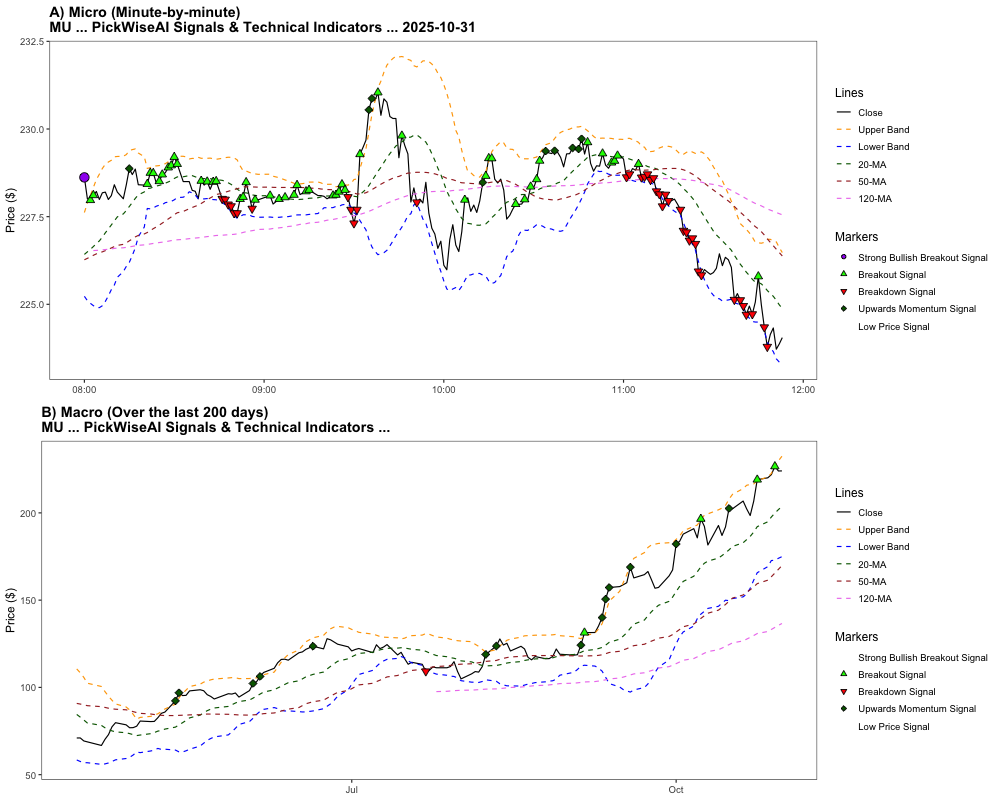 A) Micro (Minute-by-minute)
MU ... PickWiseAI Signals & Technical Indicators ... 2025-10-31
232.5
230.0
227.5
225.0
Price ($)
08:00
09:00
10:00
11:00
12:00
Lines
Close
Upper Band
Lower Band
20-MA
50-MA
120-MA
Markers
Strong Bullish Breakout Signal
Breakout Signal
Breakdown Signal
Upwards Momentum Signal
Low Price Signal
B) Macro (Over the last 200 days)
MU ... PickWiseAI Signals & Technical Indicators ...
200
150
100
50
Price ($)
Jul
Oct
Lines
Close
Upper Band
Lower Band
20-MA
50-MA
120-MA
Markers
Strong Bullish Breakout Signal
Breakout Signal
Breakdown Signal
Upwards Momentum Signal
Low Price Signal